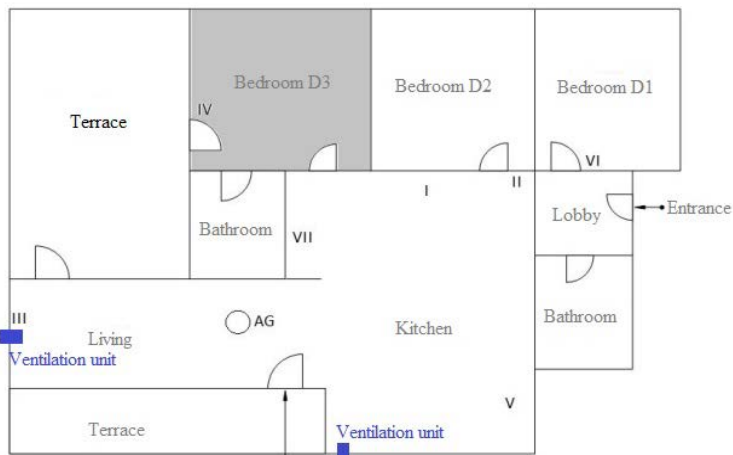 Bedroom D3
Bedroom D2
Bedroom D1
IV
Terrace
VI
II
I
Lobby
Entrance
Bathroom
VII
III
AG
Living
Kitchen
Bathroom
Ventilation unit
V
Terrace
Ventilation unit